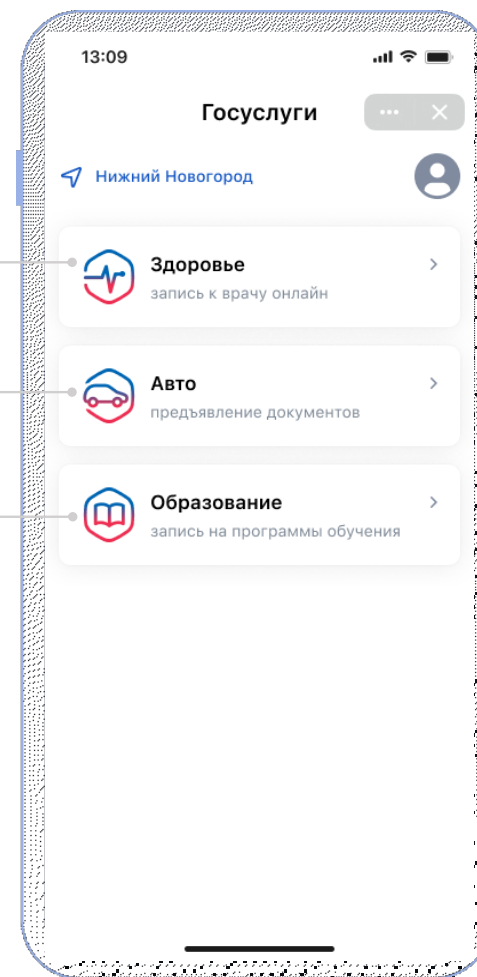 13:09
Госуслуги
Нижний Новогород
Здоровье
запись к врачу онлайн
Авто
предъявление документов
Образование
запись на программы обучения